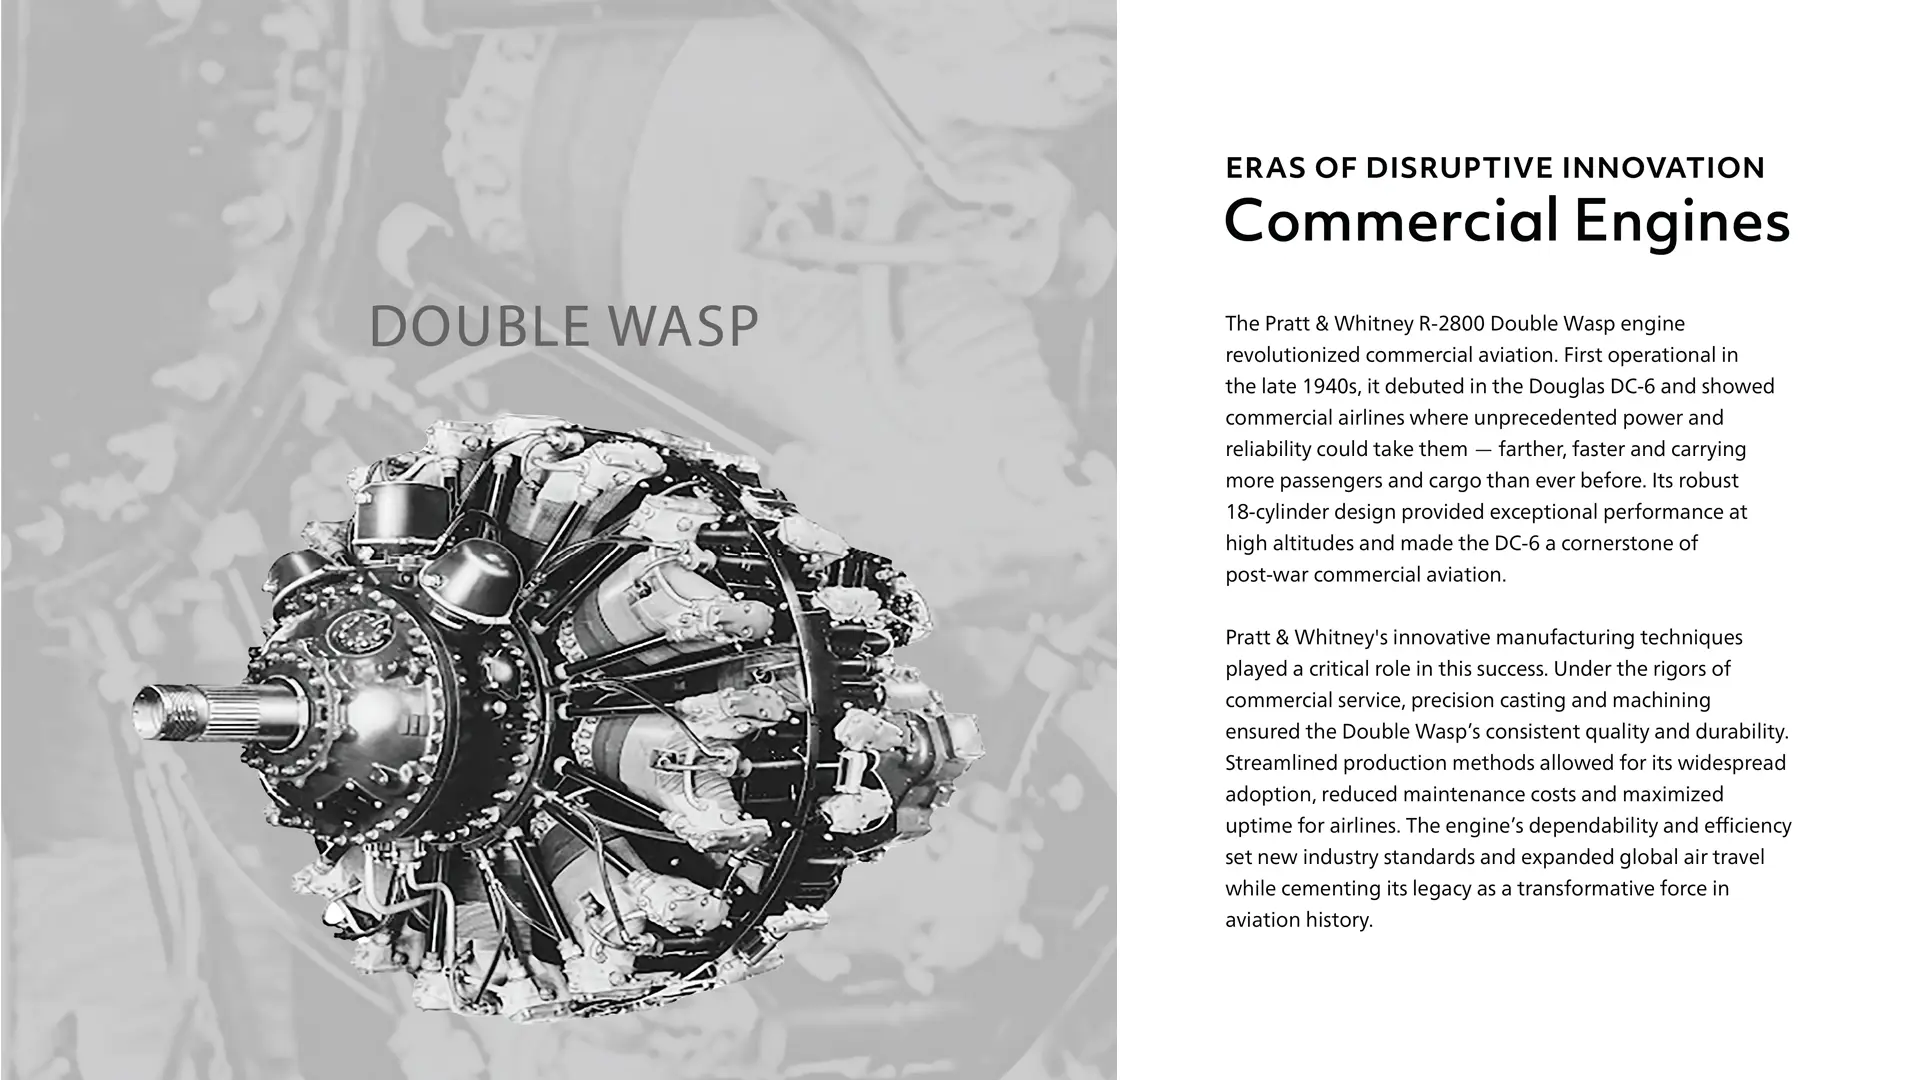 DOUBLE WASP
ERAS OF DISRUPTIVE INNOVATION
Commercial Engines
The Pratt & Whitney R-2800 Double Wasp engine
revolutionized commercial aviation. First operational in
the late 1940s, it debuted in the Douglas DC-6 and showed
commercial airlines where unprecedented power and
reliability could take them — farther, faster and carrying
more passengers and cargo than ever before. Its robust
18-cylinder design provided exceptional performance at
high altitudes and made the DC-6 a cornerstone of
post-war commercial aviation.
Pratt & Whitney's innovative manufacturing techniques
played a critical role in this success. Under the rigors of
commercial service, precision casting and machining
ensured the Double Wasp’s consistent quality and durability.
Streamlined production methods allowed for its widespread
adoption, reduced maintenance costs and maximized
uptime for airlines. The engine’s dependability and efficiency
set new industry standards and expanded global air travel
while cementing its legacy as a transformative force in
aviation history.